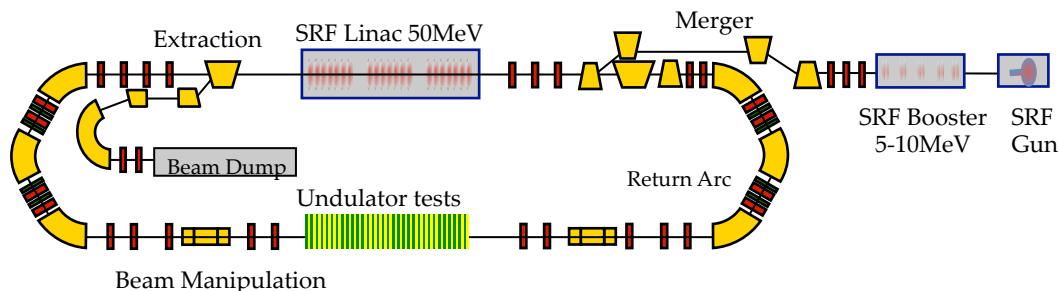 Merger
Extraction
SRF Linac 50MeV
SRF Booster
5-10MeV
SRF
Gun
Beam Dump
Return Arc
Undulator tests
Beam Manipulation